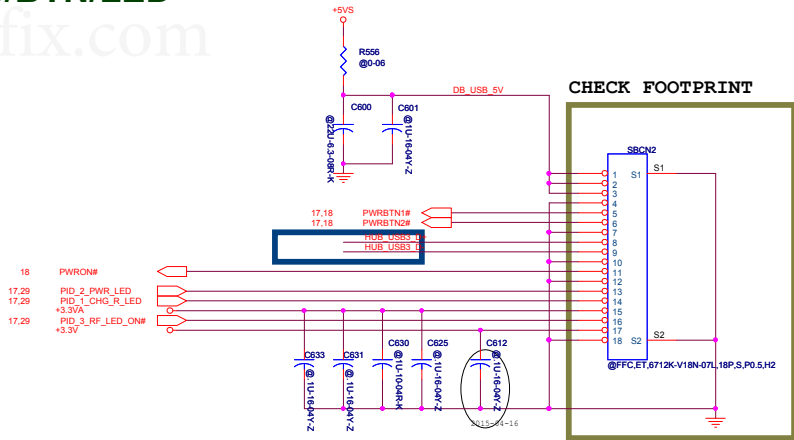 fix.com
+5VS
R556
@0-06
DB_USB_5V
CHECK FOOTPRINT
C600
C601
@22U-6.3-08R-K
@1U-16-04Y-Z
SBCN2
1
2
3
4
5
6
7
8
9
10
11
12
13
14
15
16
17
18
S1
S1
S2
S2
17,18 PWRBTN1#
17,18 PWRBTN2#
HUB_USB3_D
HUB_USB3_D
18 PWRON#
17,29 PID_2_PWR_LED
17,29 PID_1_CHG_R_LED
+3.3VA
17,29 PID_3_RF_LED_ON#
+3.3V
C633
C631
C630
C625
C612
@.1U-16-04Y-Z
@.1U-16-04Y-Z
@1U-10-04R-K
@.1U-16-04Y-Z
@.1U-16-04Y-Z
@FFC,ET,6712K-V18N-07L,18P,S,P0.5,H2
2015-04-16